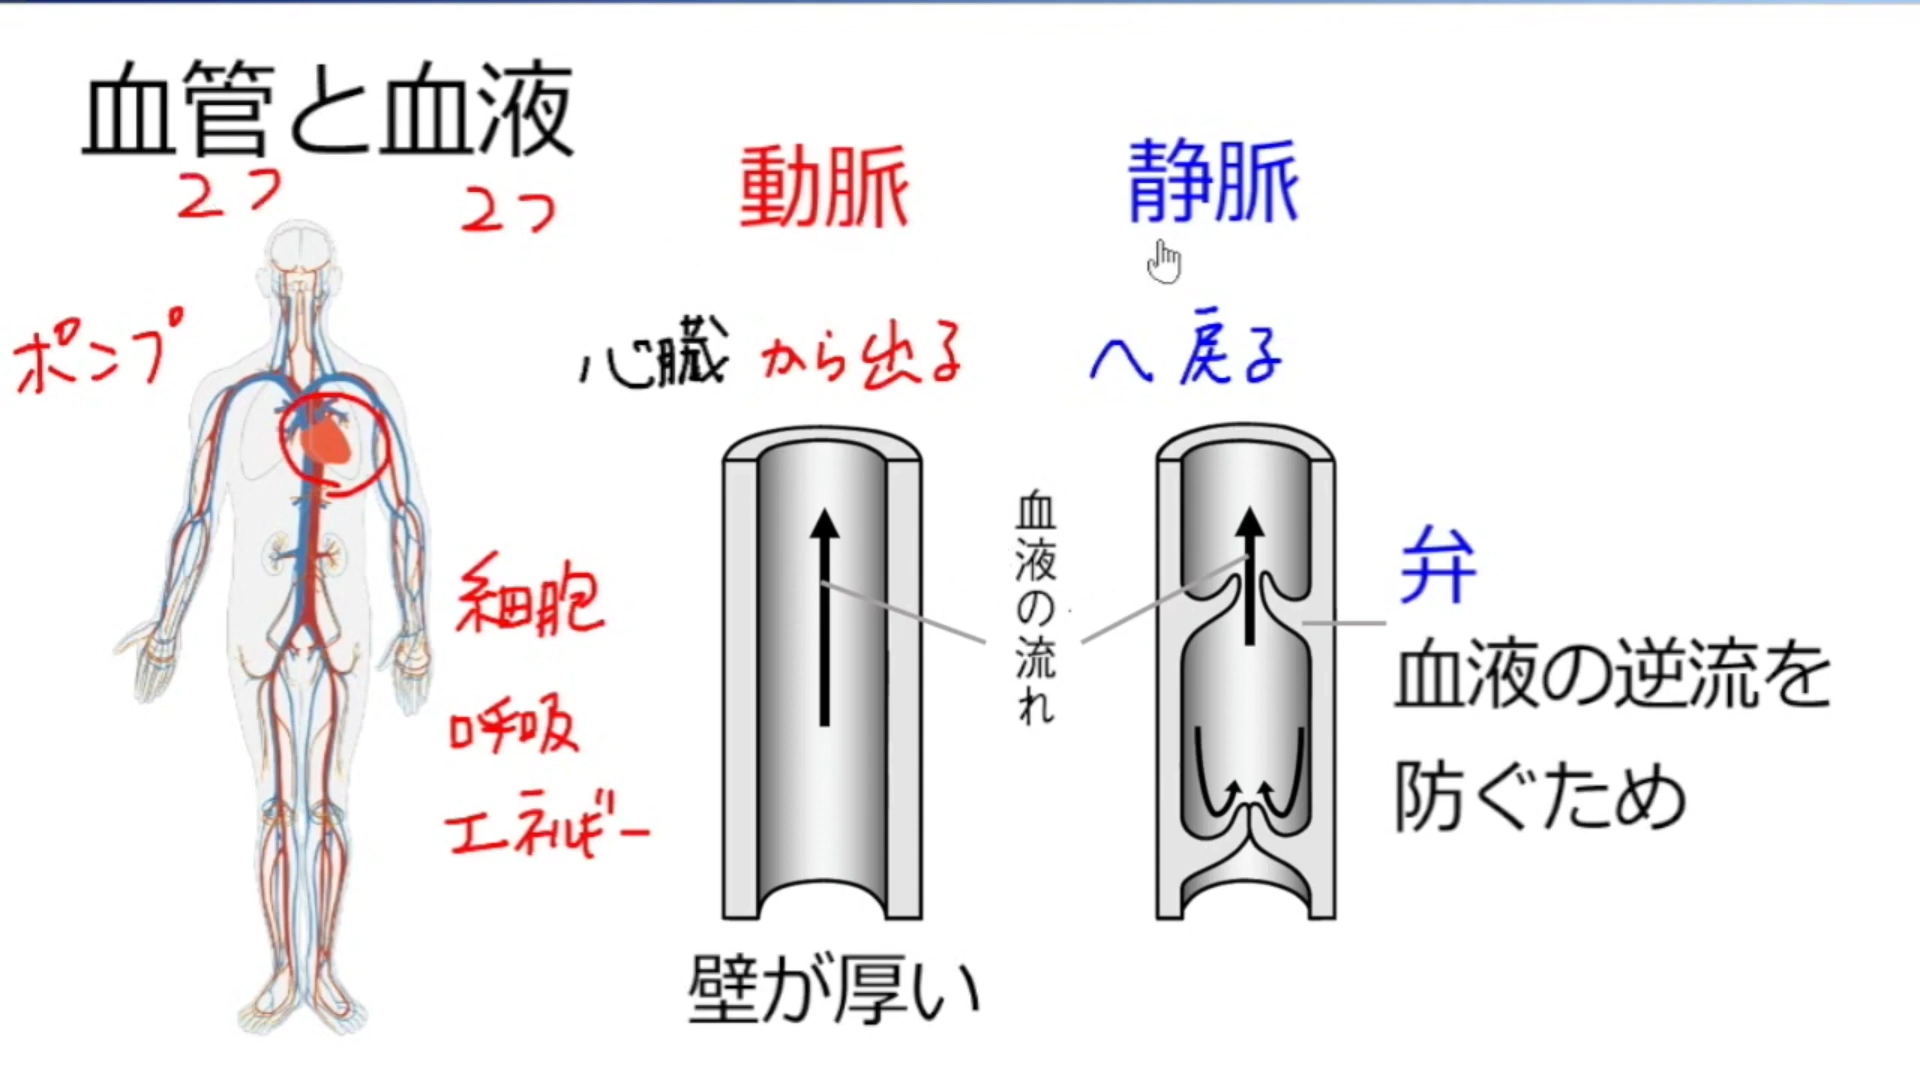 血管と血液
2つ
2つ
動脈
静脈
ポンプ
心臓 から出る
へ戻る
血液の流れ
細胞
呼吸
エネルギー
弁
血液の逆流を
防ぐため
壁が厚い